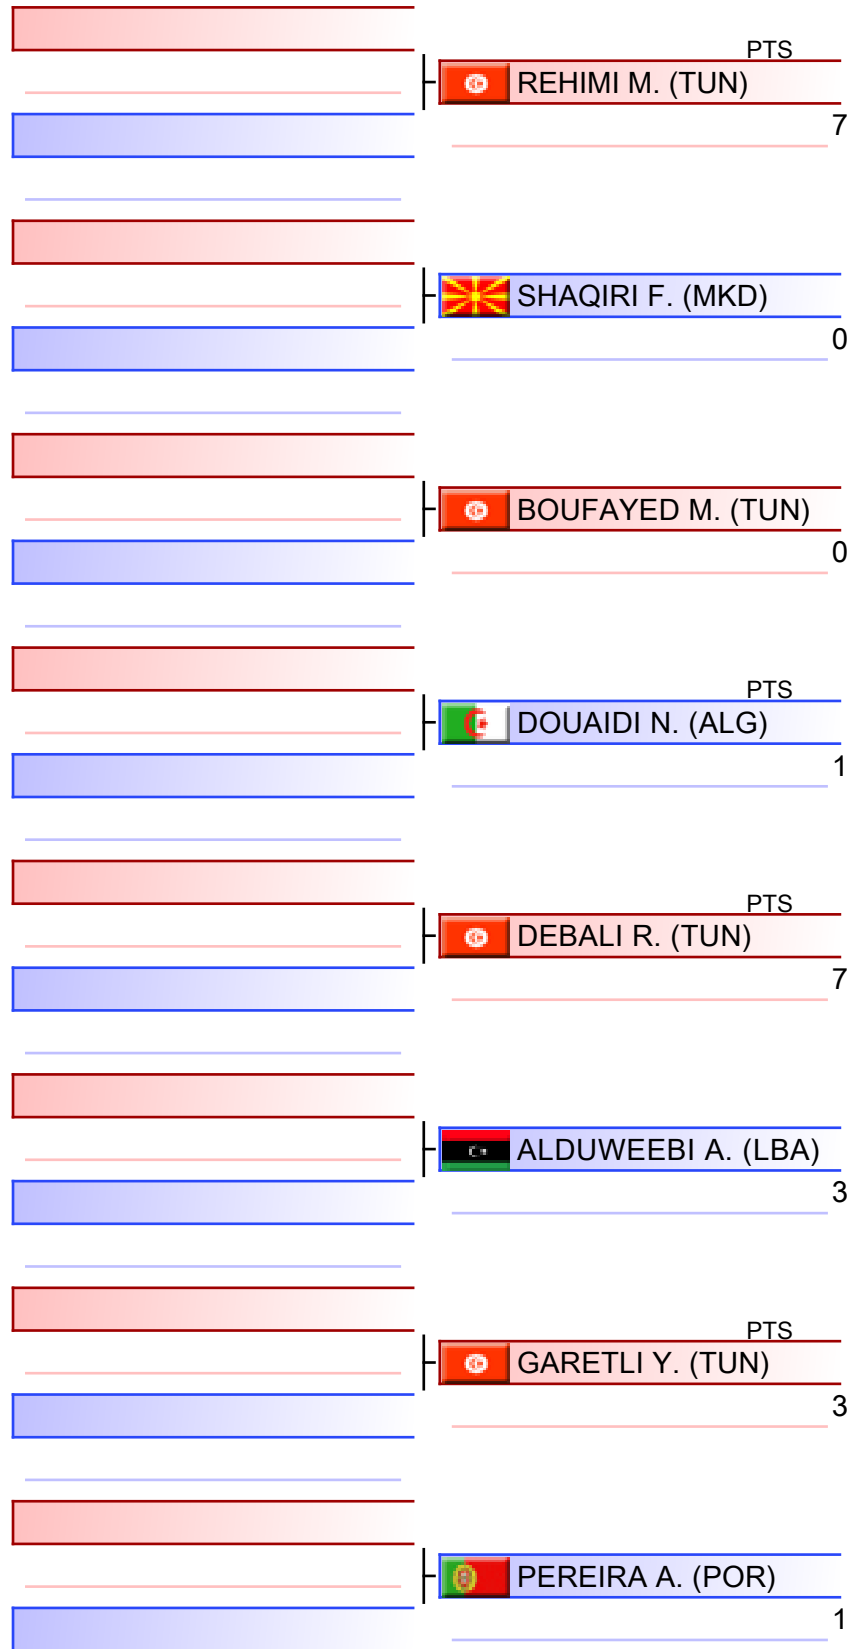 PTS
REHIMI M. (TUN)
7
SHAQIRI F. (MKD)
0
BOUFAYED M. (TUN)
0
PTS
DOUAIDI N. (ALG)
1
PTS
DEBALI R. (TUN)
7
ALDUWEEBI A. (LBA)
3
PTS
GARETLI Y. (TUN)
3
PEREIRA A. (POR)
1